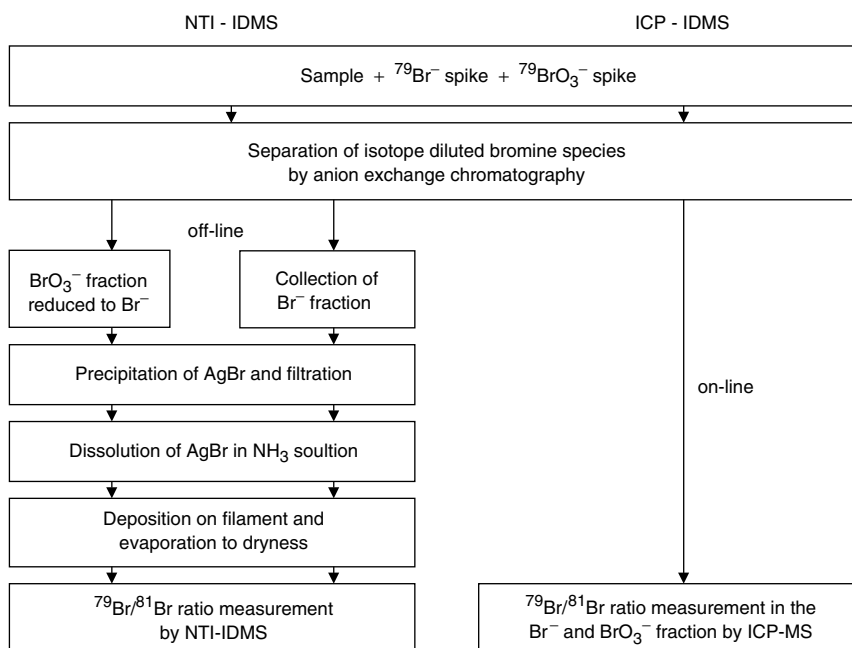 NTI - IDMS
ICP - IDMS
Sample + ⁷⁹Br⁻ spike + ⁷⁹BrO₃⁻ spike
Separation of isotope diluted bromine species
by anion exchange chromatography
off-line
BrO₃⁻ fraction
reduced to Br⁻
Collection of
Br⁻ fraction
Precipitation of AgBr and filtration
on-line
Dissolution of AgBr in NH₃ soultion
Deposition on filament and
evaporation to dryness
⁷⁹Br/⁸¹Br ratio measurement
by NTI-IDMS
⁷⁹Br/⁸¹Br ratio measurement in the
Br⁻ and BrO₃⁻ fraction by ICP-MS